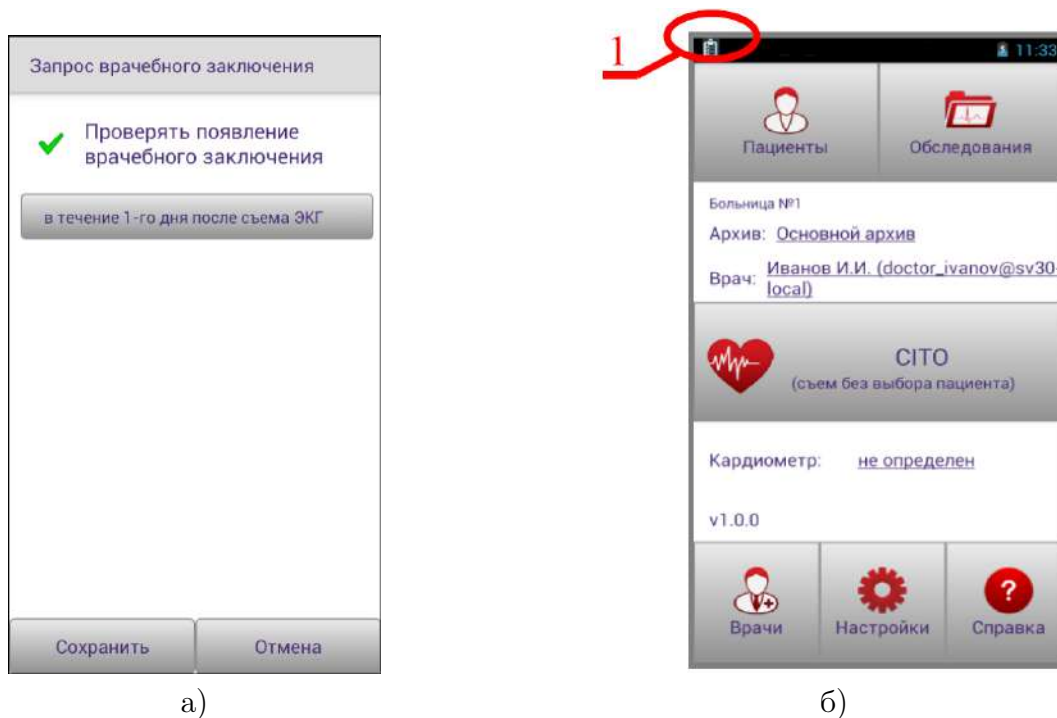 Запрос врачебного заключения
Проверять появление
врачебного заключения
в течение 1-го дня после съема ЭКГ
Сохранить
Отмена
а)
1
11:33
Пациенты
Обследования
Больница №1
Архив: Основной архив
Врач: Иванов И.И. (doctor_ivanov@sv30-
local)
CITO
(съем без выбора пациента)
Кардиометр: не определен
v1.0.0
Врачи
Настройки
?
Справка
б)